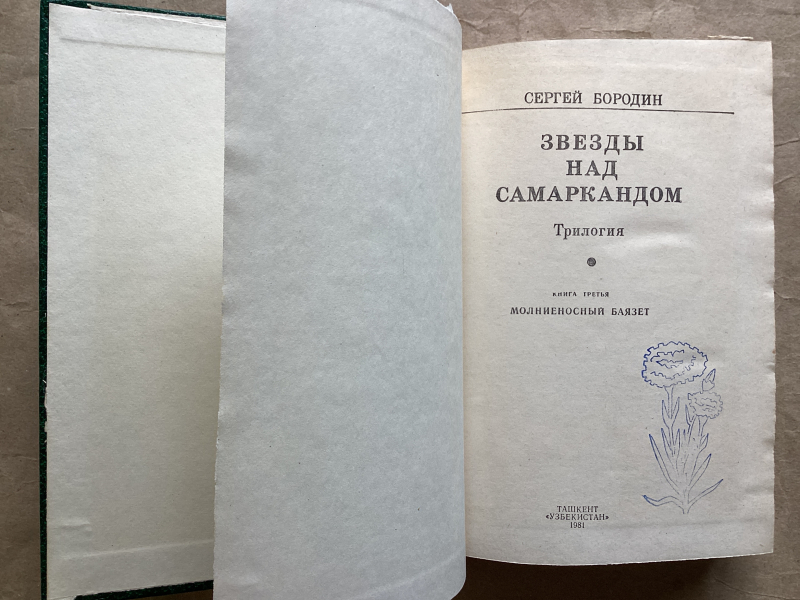 СЕРГЕЙ БОРОДИН
ЗВЕЗДЫ
НАД
САМАРКАНДОМ
Трилогия
КНИГА ТРЕТЬЯ
МОЛНИЕНОСНЫЙ БАЯЗЕТ
ТАШКЕНТ
«УЗБЕКИСТАН»
1981